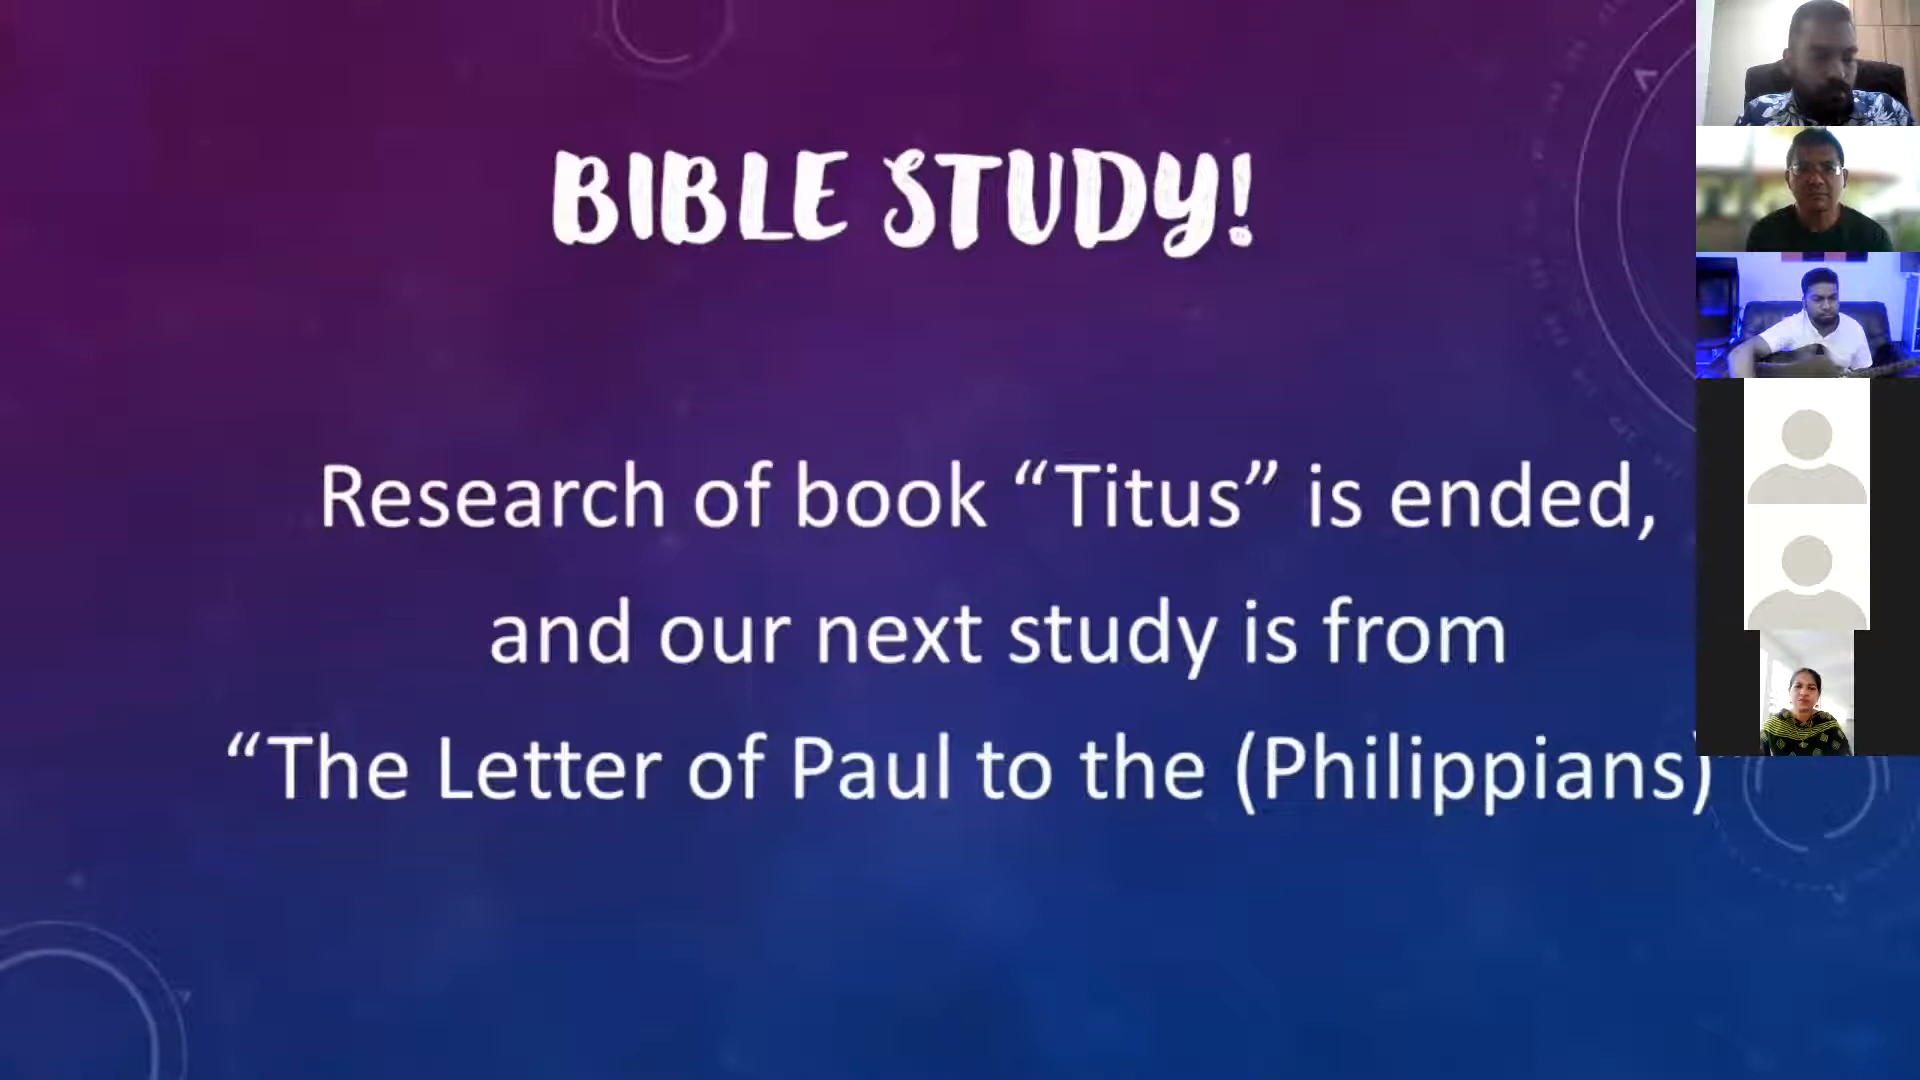 BIBLE STUDY!
Research of book “Titus” is ended,
and our next study is from
“The Letter of Paul to the (Philippians)